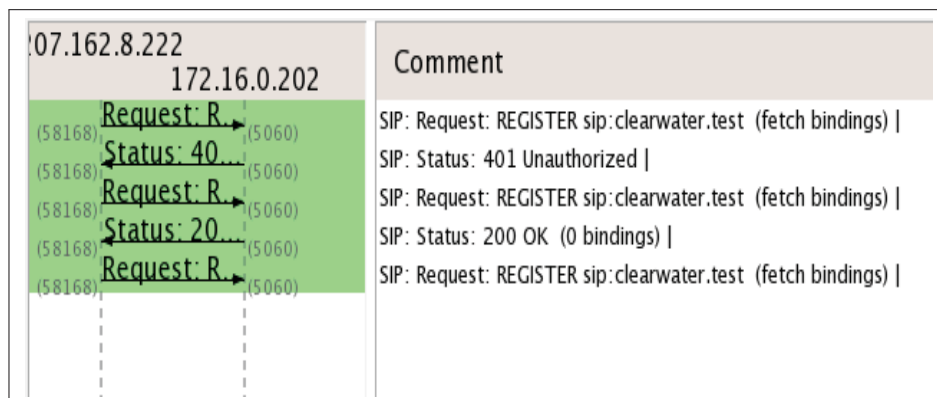 07.162.8.222
172.16.0.202
Comment
(58168) Request: R... (5060) SIP: Request: REGISTER sip:clearwater.test (fetch bindings) |
(58168) Status: 40... (5060) SIP: Status: 401 Unauthorized |
(58168) Request: R... (5060) SIP: Request: REGISTER sip:clearwater.test (fetch bindings) |
(58168) Status: 20... (5060) SIP: Status: 200 OK (0 bindings) |
(58168) Request: R... (5060) SIP: Request: REGISTER sip:clearwater.test (fetch bindings) |